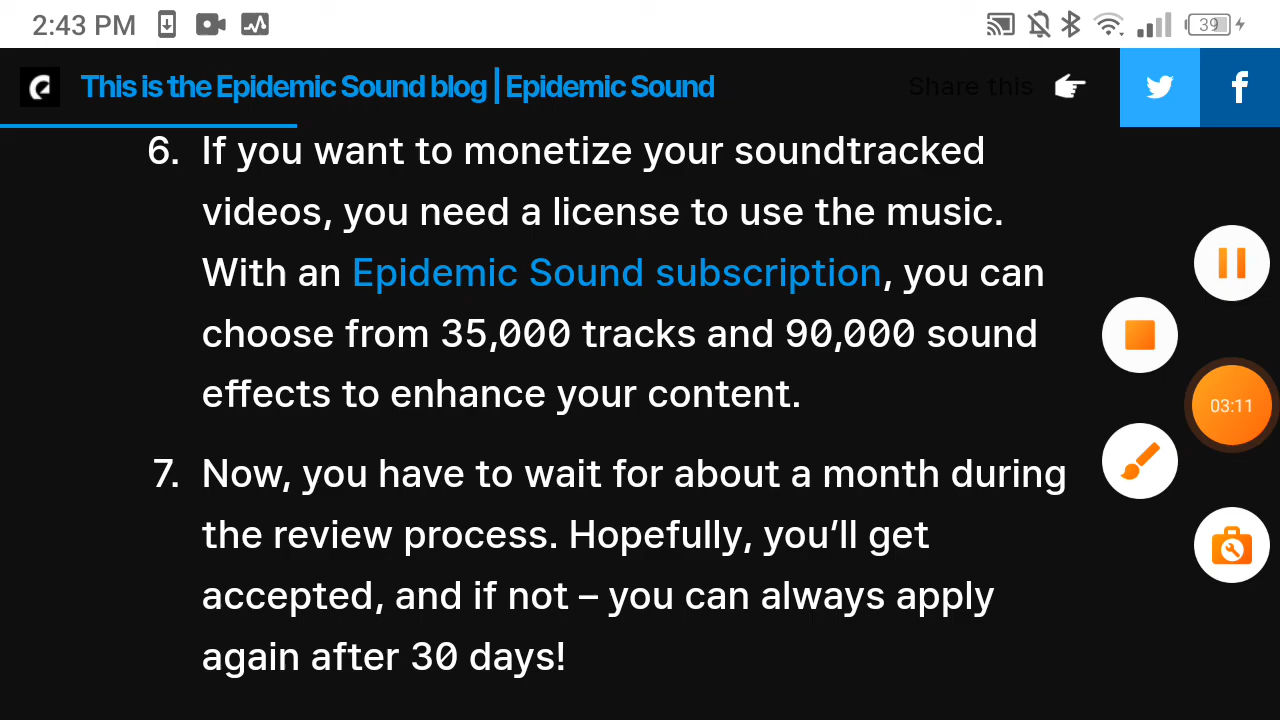 2:43 PM
39
This is the Epidemic Sound blog | Epidemic Sound
Share this
6. If you want to monetize your soundtracked
videos, you need a license to use the music.
With an Epidemic Sound subscription, you can
choose from 35,000 tracks and 90,000 sound
effects to enhance your content.
03:11
7. Now, you have to wait for about a month during
the review process. Hopefully, you’ll get
accepted, and if not – you can always apply
again after 30 days!